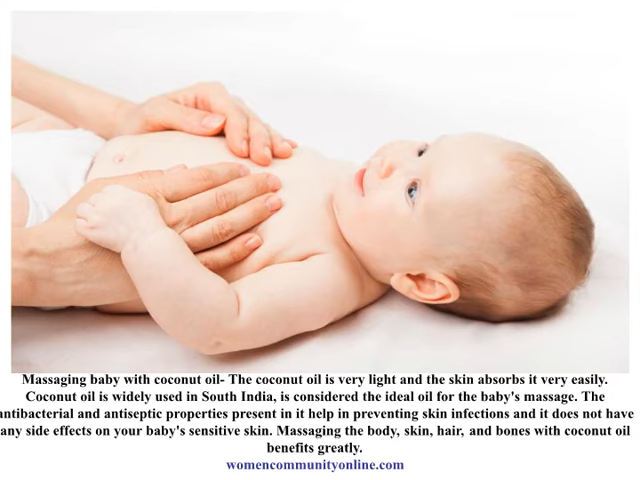 Massaging baby with coconut oil- The coconut oil is very light and the skin absorbs it very easily.
Coconut oil is widely used in South India, is considered the ideal oil for the baby's massage. The
antibacterial and antiseptic properties present in it help in preventing skin infections and it does not have
any side effects on your baby's sensitive skin. Massaging the body, skin, hair, and bones with coconut oil
benefits greatly.
womencommunityonline.com